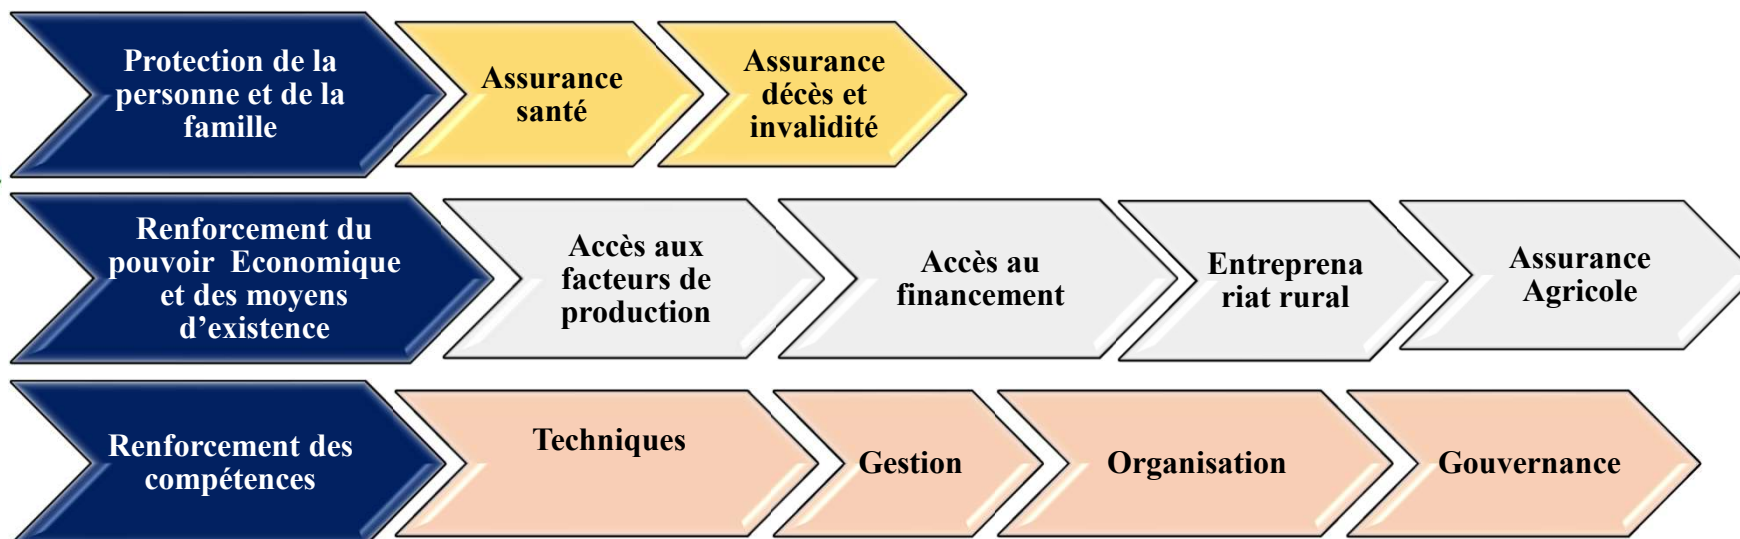 Protection de la
personne et de la
famille
Assurance
santé
Assurance
décès et
invalidité
Renforcement du
pouvoir Economique
et des moyens
d’existence
Accès aux
facteurs de
production
Accès au
financement
Entreprena
riat rural
Assurance
Agricole
Renforcement des
compétences
Techniques
Gestion
Organisation
Gouvernance